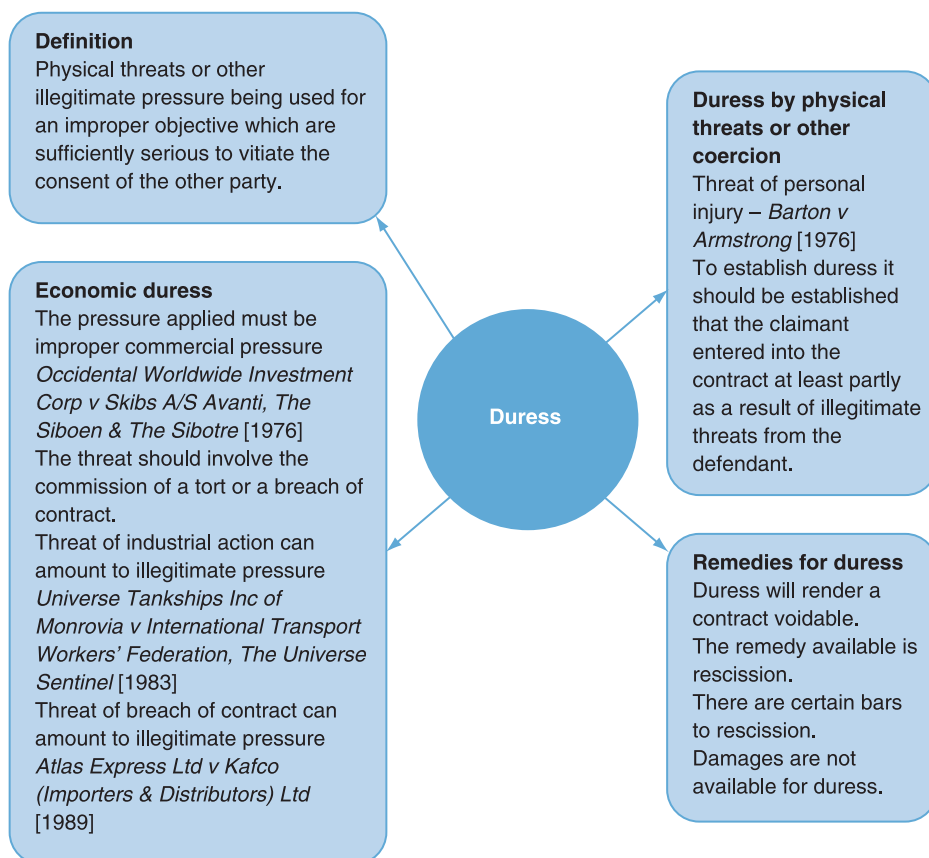 Definition
Physical threats or other
illegitimate pressure being used for
an improper objective which are
sufficiently serious to vitiate the
consent of the other party.
Duress by physical
threats or other
coercion
Threat of personal
injury – Barton v
Armstrong [1976]
To establish duress it
should be established
that the claimant
entered into the
contract at least partly
as a result of illegitimate
threats from the
defendant.
Economic duress
The pressure applied must be
improper commercial pressure
Occidental Worldwide Investment
Corp v Skibs A/S Avanti, The
Siboen & The Sibotre [1976]
The threat should involve the
commission of a tort or a breach of
contract.
Threat of industrial action can
amount to illegitimate pressure
Universe Tankships Inc of
Monrovia v International Transport
Workers' Federation, The Universe
Sentinel [1983]
Threat of breach of contract can
amount to illegitimate pressure
Atlas Express Ltd v Kafco
(Importers & Distributors) Ltd
[1989]
Duress
Remedies for duress
Duress will render a
contract voidable.
The remedy available is
rescission.
There are certain bars
to rescission.
Damages are not
available for duress.